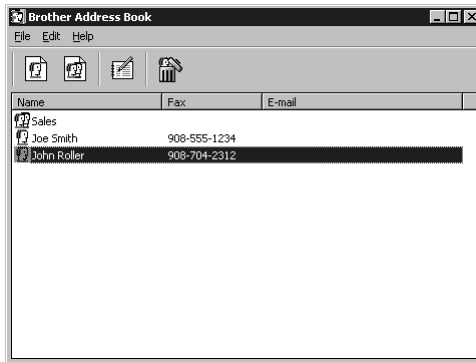 Brother Address Book
File Edit Help
Name Fax E-mail
Sales
Joe Smith 908-555-1234
John Roller 908-704-2312